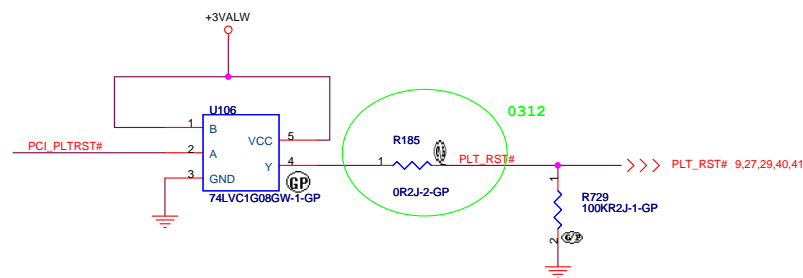 +3VALW
0312
U106
1
B
VCC
5
R185
PCI_PLTRST#
2
A
Y
4
1
PLT_RST#
PLT_RST# 9,27,29,40,41
3
GND
GP
0R2J-2-GP
1
R729
74LVC1G08GW-1-GP
100KR2J-1-GP
2